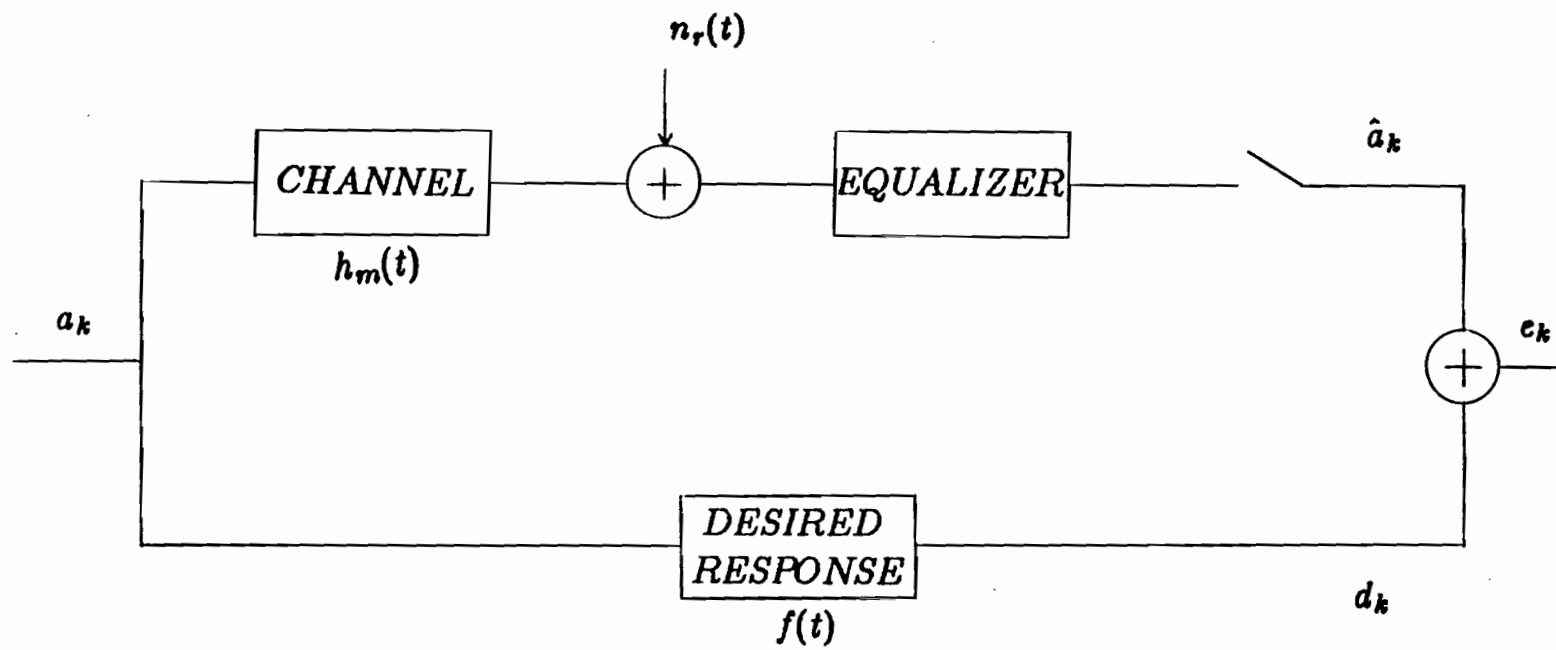 n_r(t)
CHANNEL
h_m(t)
+
EQUALIZER
â_k
a_k
+
e_k
DESIRED
RESPONSE
f(t)
d_k